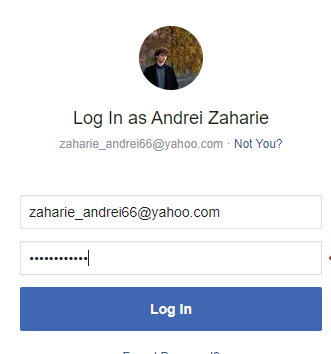 Log In as Andrei Zaharie
zaharie_andrei66@yahoo.com · Not You?
zaharie_andrei66@yahoo.com
••••••••••••
Log In